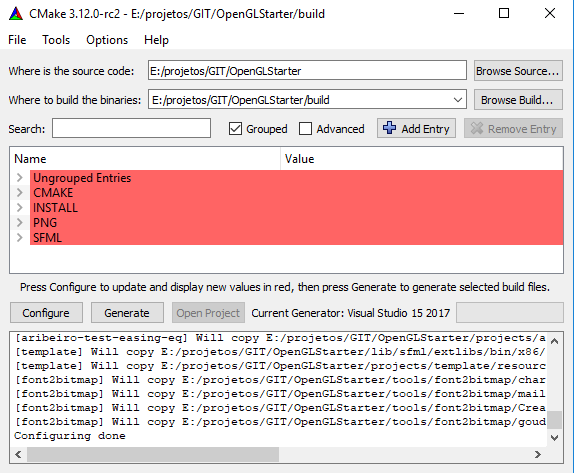 CMake 3.12.0-rc2 - E:/projetos/GIT/OpenGLStarter/build
File Tools Options Help
Where is the source code: E:/projetos/GIT/OpenGLStarter Browse Source...
Where to build the binaries: E:/projetos/GIT/OpenGLStarter/build Browse Build...
Search: Grouped Advanced Add Entry Remove Entry
Name Value
Ungrouped Entries
CMAKE
INSTALL
PNG
SFML
Press Configure to update and display new values in red, then press Generate to generate selected build files.
Configure Generate Open Project Current Generator: Visual Studio 15 2017
[aribeiro-test-easing-eq] Will copy E:/projetos/GIT/OpenGLStarter/projects/a
[template] Will copy E:/projetos/GIT/OpenGLStarter/lib/sfml/extlibs/bin/x86/
[template] Will copy E:/projetos/GIT/OpenGLStarter/projects/template/resourc
[font2bitmap] Will copy E:/projetos/GIT/OpenGLStarter/tools/font2bitmap/char
[font2bitmap] Will copy E:/projetos/GIT/OpenGLStarter/tools/font2bitmap/mail
[font2bitmap] Will copy E:/projetos/GIT/OpenGLStarter/tools/font2bitmap/Crea
[font2bitmap] Will copy E:/projetos/GIT/OpenGLStarter/tools/font2bitmap/goud
Configuring done